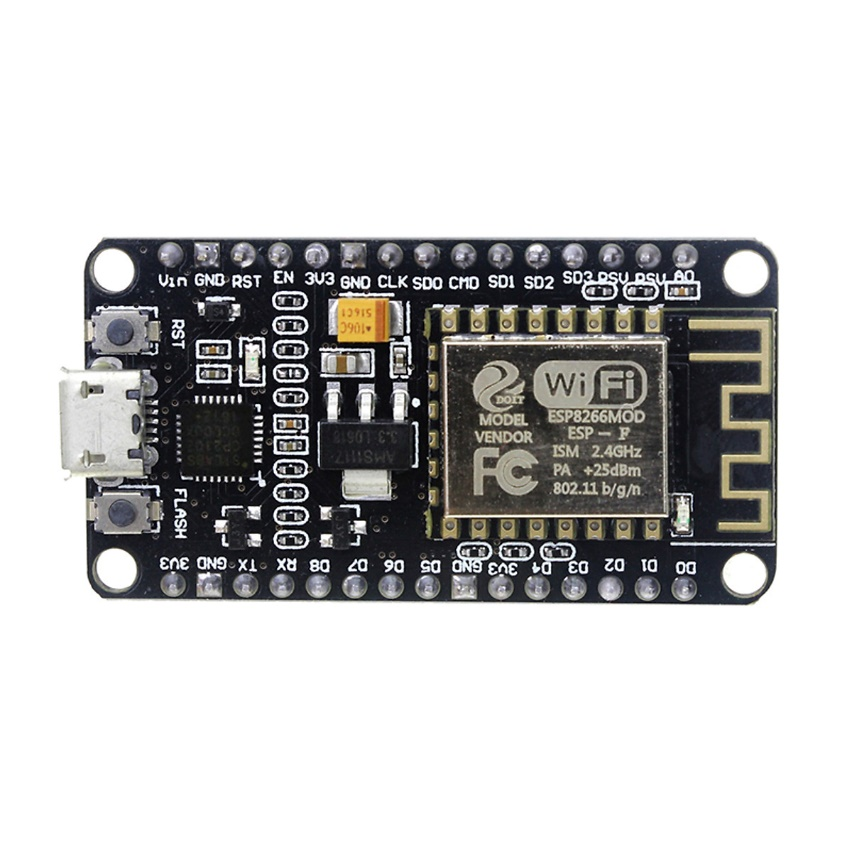 Vin GND RST EN 3V3 GND CLK SD0 CMD SD1 SD2 SD3 RSV RSV A0
RST
106C
516C1
DOIT
WiFi
MODEL
VENDOR
ESP8266MOD
ESP - F
ISM 2.4GHz
PA +25dBm
802.11 b/g/n
FC
AMS1117
3.3
FLASH
3V3 GND TX RX D8 D7 D6 D5 GND 3V3 D4 D3 D2 D1 D0